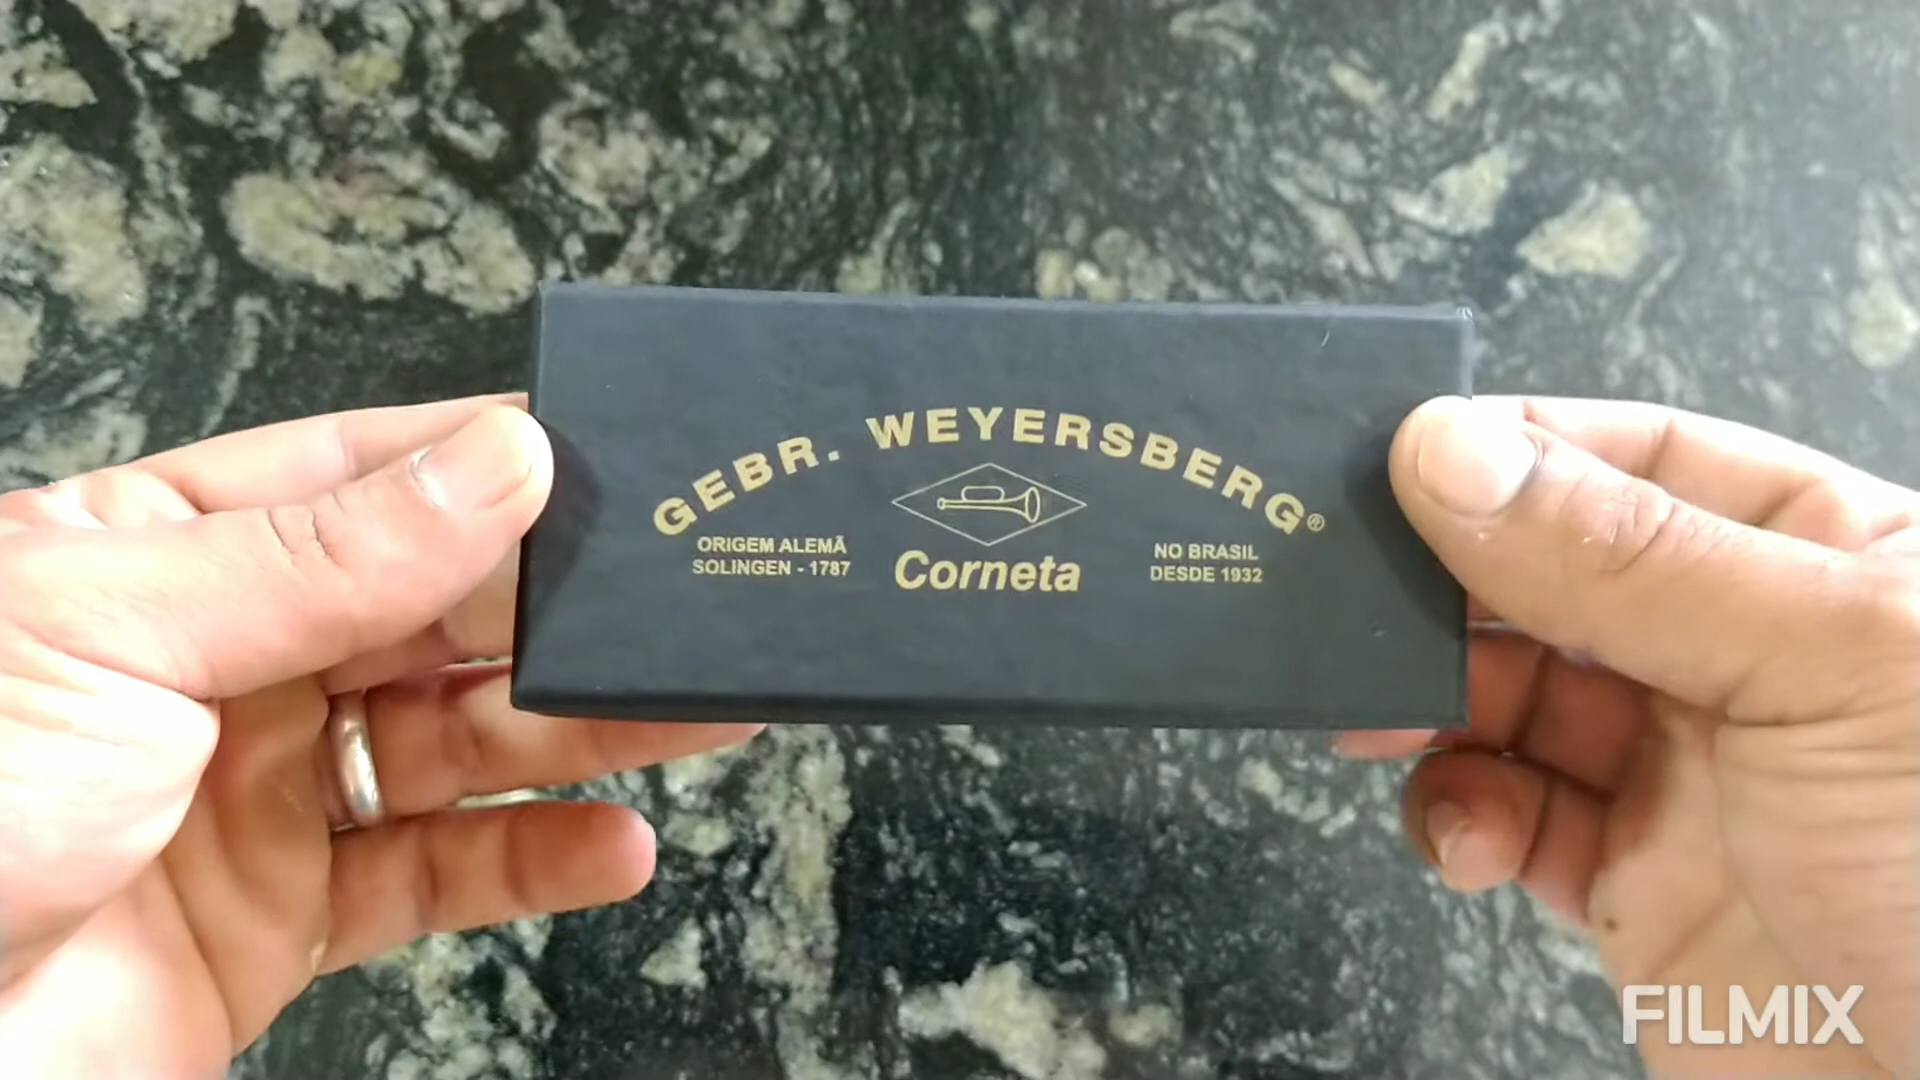 GEBR. WEYERSBERG®
ORIGEM ALEMÃ
SOLINGEN - 1787
Corneta
NO BRASIL
DESDE 1932
FILMIX